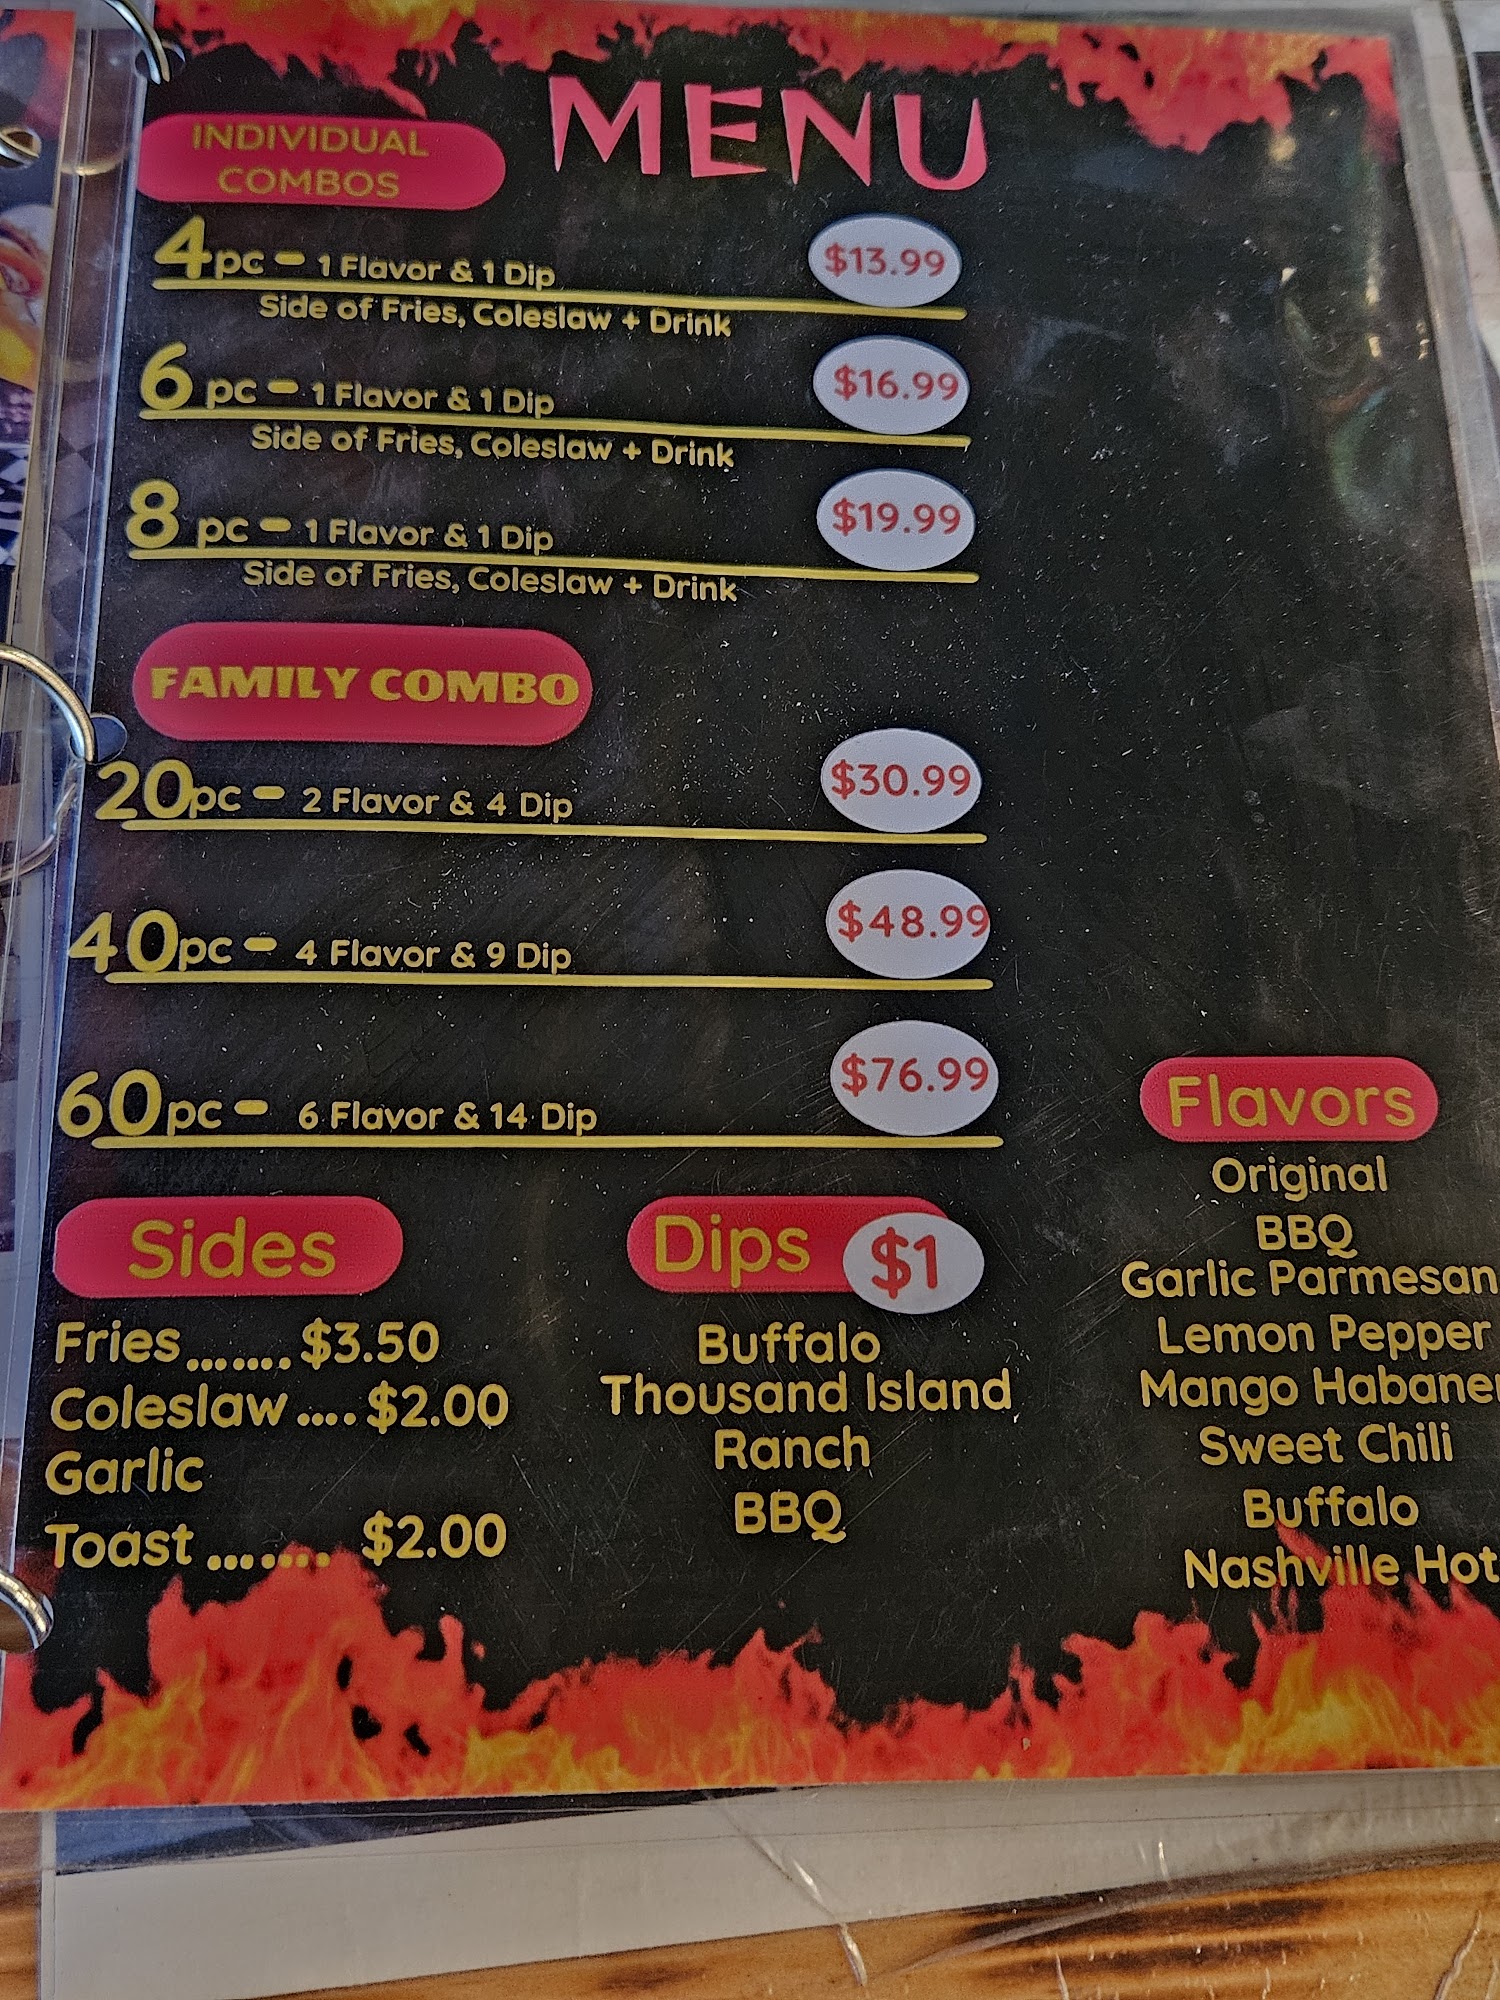 MENU
INDIVIDUAL
COMBOS
4pc - 1 Flavor & 1 Dip $13.99
Side of Fries, Coleslaw + Drink
6 pc - 1 Flavor & 1 Dip $16.99
Side of Fries, Coleslaw + Drink
8 pc - 1 Flavor & 1 Dip $19.99
Side of Fries, Coleslaw + Drink
FAMILY COMBO
20pc - 2 Flavor & 4 Dip $30.99
40pc - 4 Flavor & 9 Dip $48.99
60pc - 6 Flavor & 14 Dip $76.99
Sides
Fries....... $3.50
Coleslaw .... $2.00
Garlic
Toast ....... $2.00
Dips $1
Buffalo
Thousand Island
Ranch
BBQ
Flavors
Original
BBQ
Garlic Parmesan
Lemon Pepper
Mango
Sweet Chili
Buffalo
Nashville Hot